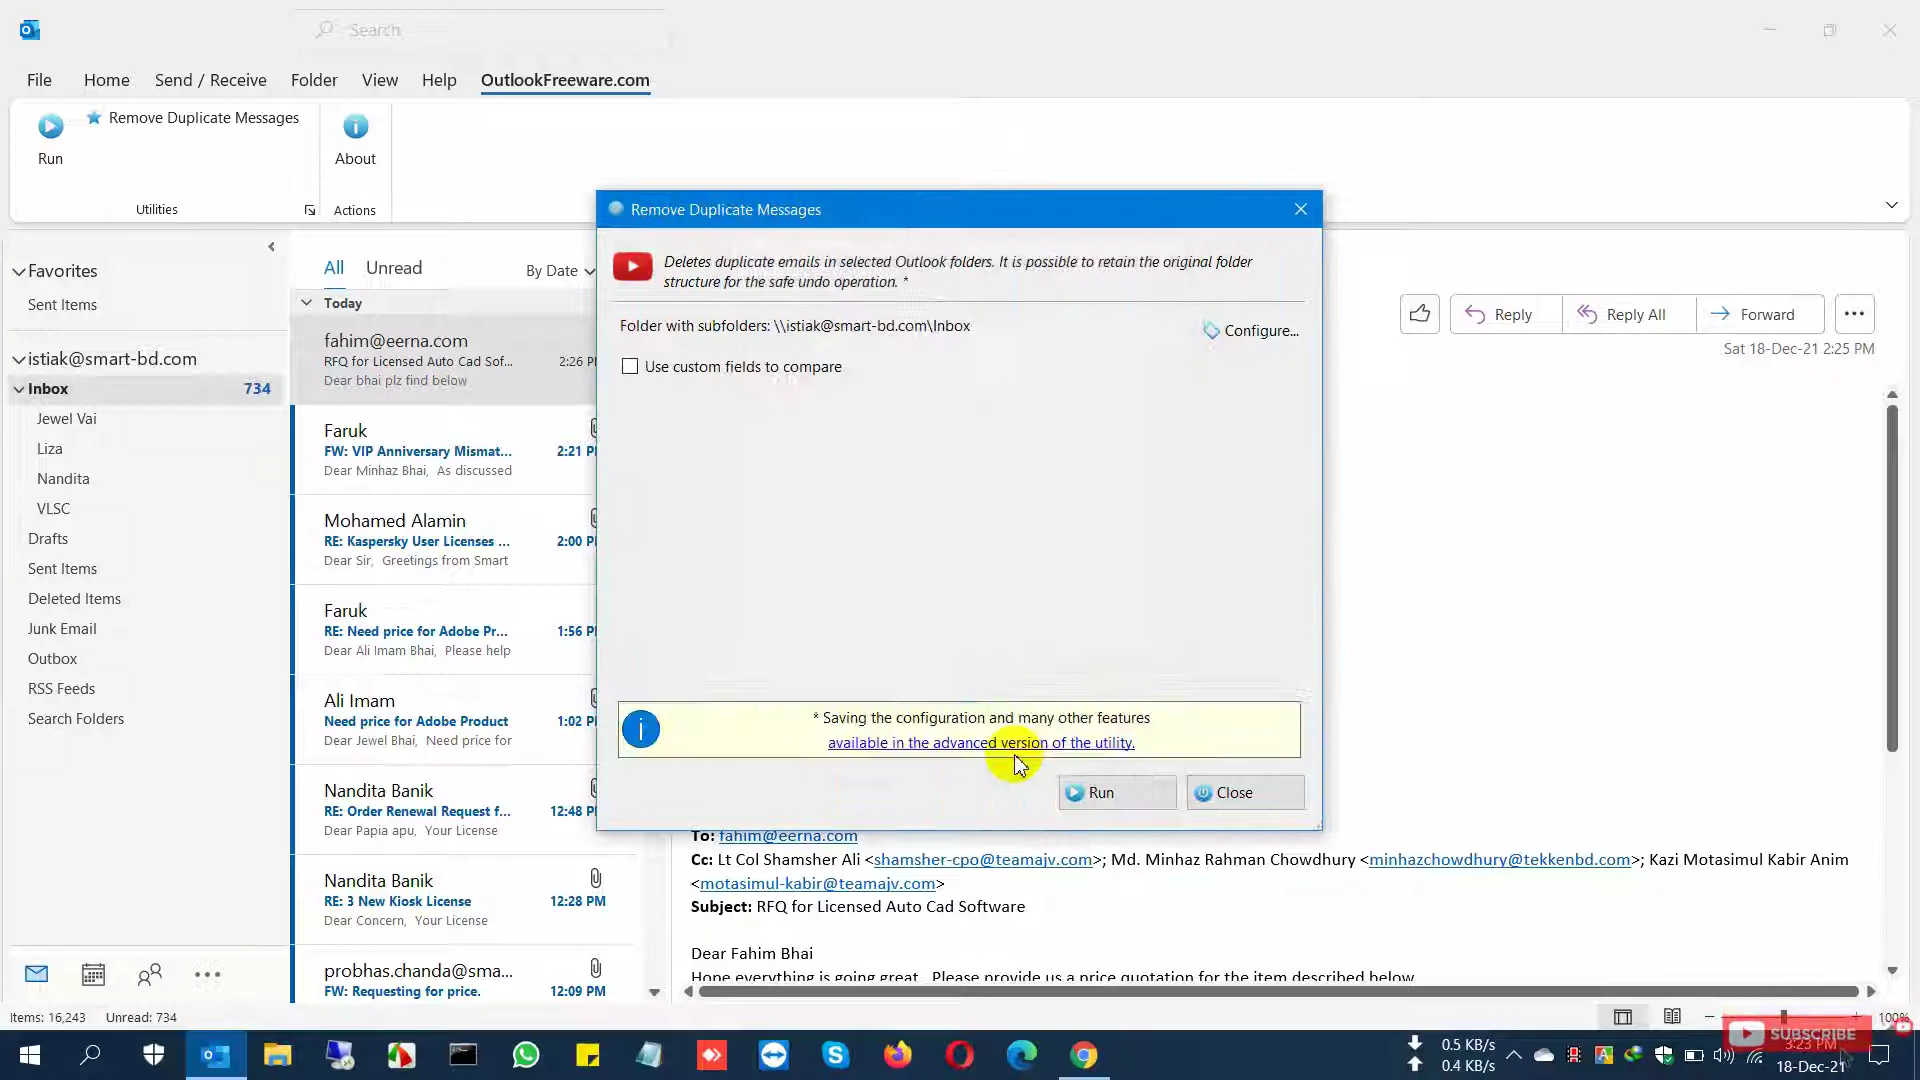 Search
File Home Send / Receive Folder View Help OutlookFreeware.com
Run
Remove Duplicate Messages
About
Utilities
Actions
Favorites
Sent Items
istiak@smart-bd.com
Inbox 734
Jewel Vai
Liza
Nandita
VLSC
Drafts
Sent Items
Deleted Items
Junk Email
Outbox
RSS Feeds
Search Folders
All Unread By Date
Today
fahim@eerna.com
RFQ for Licensed Auto Cad Sof... 2:26
Dear bhai plz find below
Faruk
FW: VIP Anniversary Mismat... 2:21
Dear Minhaz Bhai, As discussed
Mohamed Alamin
RE: Kaspersky User Licenses ... 2:00
Dear Sir, Greetings from Smart
Faruk
RE: Need price for Adobe Pr... 1:56
Dear Ali Imam Bhai, Please help
Ali Imam
Need price for Adobe Product 1:02
Dear Jewel Bhai, Need price for
Nandita Banik
RE: Order Renewal Request f... 12:48
Dear Papia apu, Your License
Nandita Banik
RE: 3 New Kiosk License 12:28 PM
Dear Concern, Your License
probhas.chanda@sma...
FW: Requesting for price. 12:09 PM
Remove Duplicate Messages
Deletes duplicate emails in selected Outlook folders. It is possible to retain the original folder
structure for the safe undo operation. *
Folder with subfolders: \\istiak@smart-bd.com\Inbox
Configure...
Use custom fields to compare
* Saving the configuration and many other features
available in the advanced version of the utility.
Run Close
Reply Reply All Forward
Sat 18-Dec-21 2:25 PM
To: fahim@eerna.com
Cc: Lt Col Shamsher Ali <shamsher-cpo@teamajv.com>; Md. Minhaz Rahman Chowdhury <minhazchowdhury@tekkenbd.com>; Kazi Motasimul Kabir Anim
<motasimul-kabir@teamajv.com>
Subject: RFQ for Licensed Auto Cad Software
Dear Fahim Bhai
Hope everything is going great. Please provide us a price quotation for the item described below
Items: 16,243 Unread: 734
100%
SUBSCRIBE
0.5 KB/s
0.4 KB/s
3:23 PM
18-Dec-21